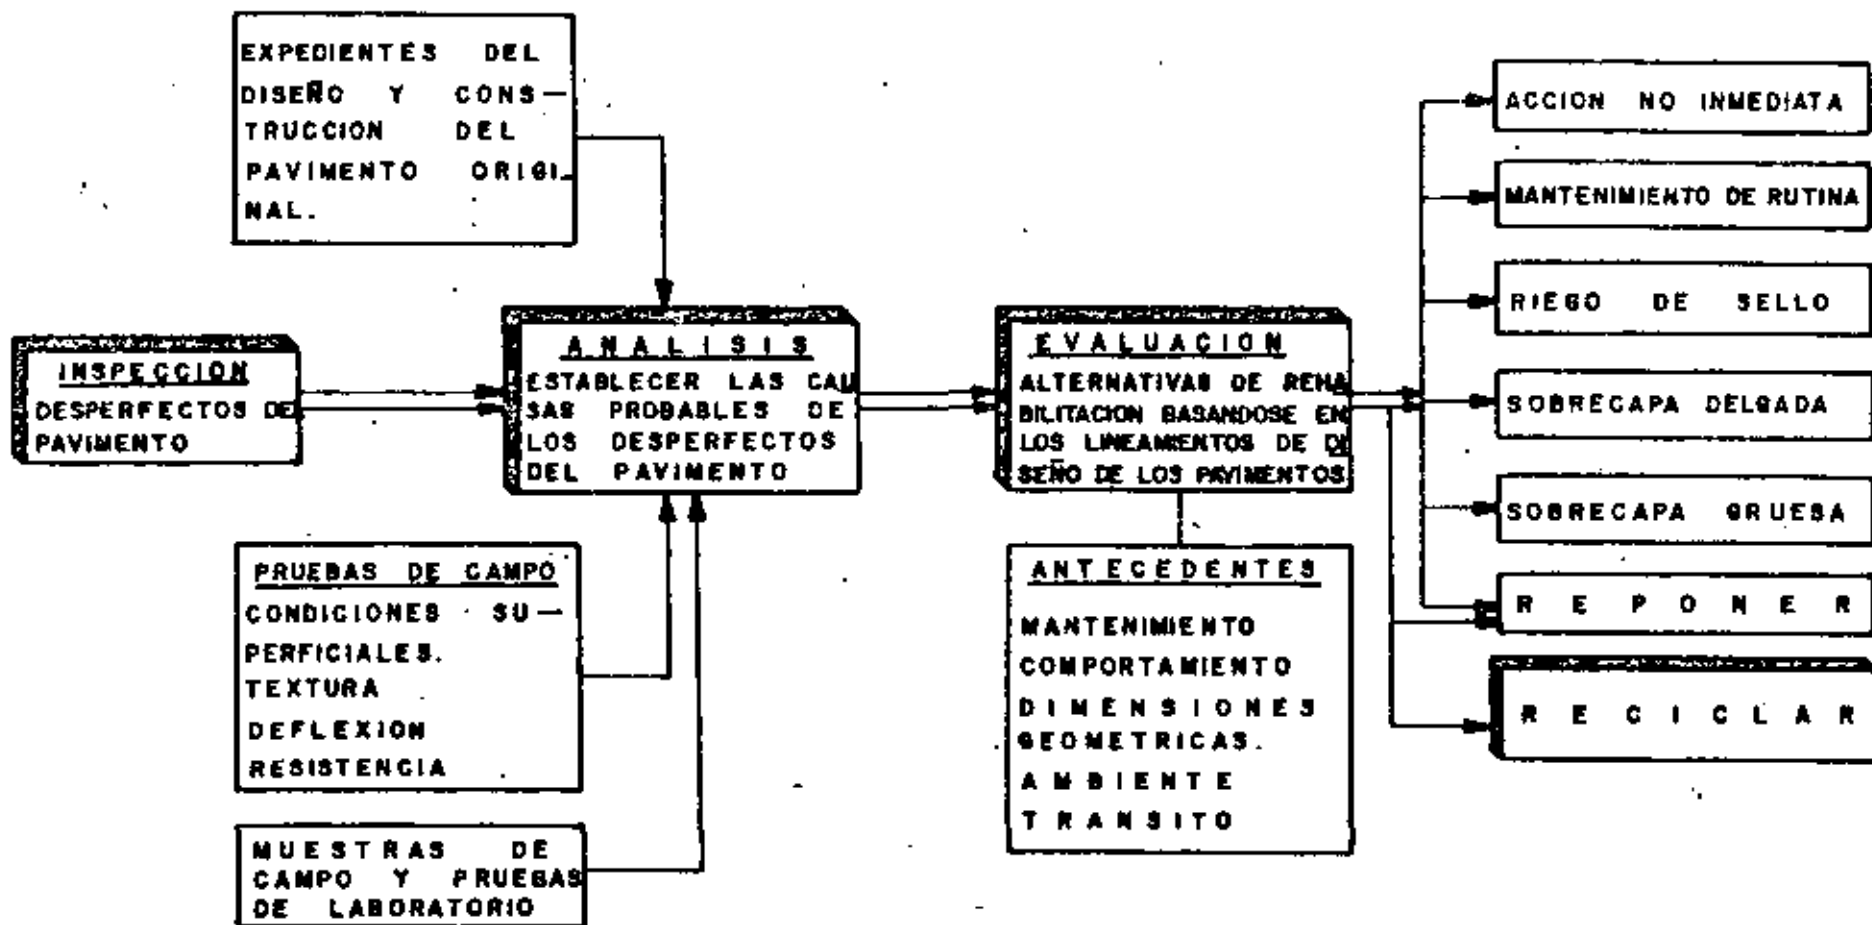 EXPEDIENTES DEL
DISEÑO Y CONS—
TRUCCION DEL
PAVIMENTO ORIGI_
NAL.
INSPECCION
DESPERFECTOS DEL
PAVIMENTO
ANALISIS
ESTABLECER LAS CAU
SAS PROBABLES DE
LOS DESPERFECTOS
DEL PAVIMENTO
PRUEBAS DE CAMPO
CONDICIONES SU—
PERFICIALES.
TEXTURA
DEFLEXION
RESISTENCIA
MUESTRAS DE
CAMPO Y PRUEBAS
DE LABORATORIO
EVALUACION
ALTERNATIVAS DE REHA
BILITACION BASANDOSE EN
LOS LINEAMIENTOS DE DI
SEÑO DE LOS PAVIMENTOS
ANTECEDENTES
MANTENIMIENTO
COMPORTAMIENTO
DIMENSIONES
GEOMETRICAS.
AMBIENTE
TRANSITO
ACCION NO INMEDIATA
MANTENIMIENTO DE RUTINA
RIEGO DE SELLO
SOBRECAPA DELGADA
SOBRECAPA GRUESA
REPONER
RECICLAR